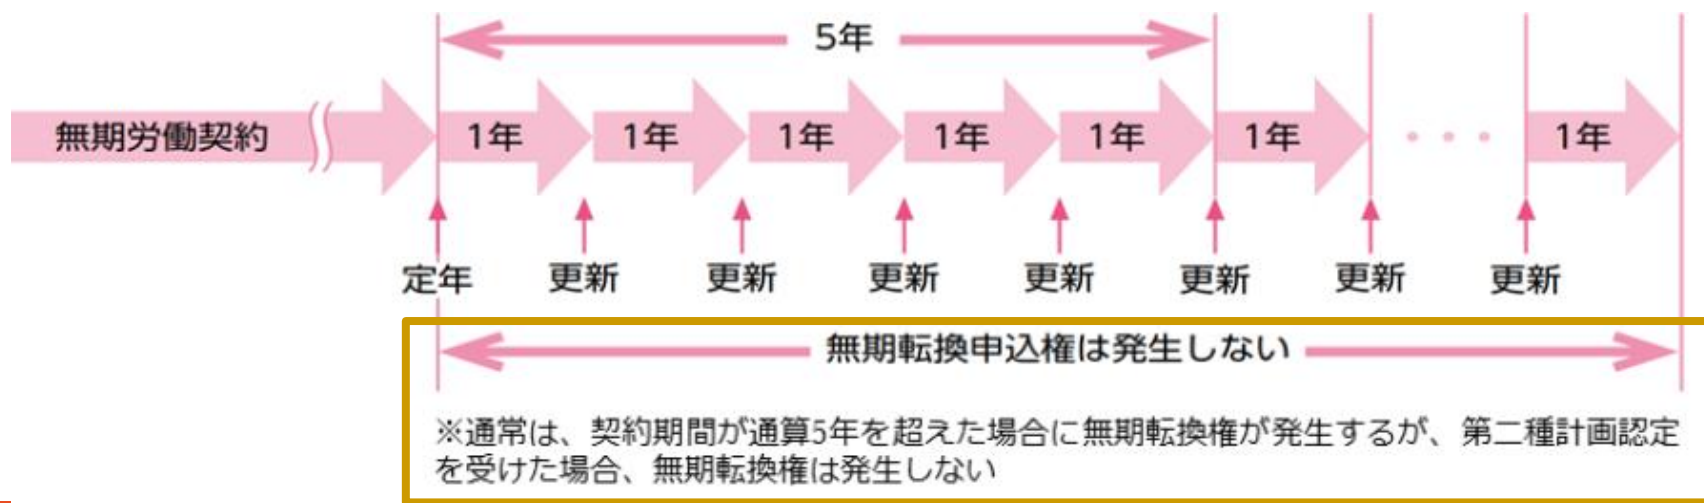 5年
無期労働契約 1年 1年 1年 1年 1年 1年 ・・・ 1年
定年 更新 更新 更新 更新 更新 更新 更新
無期転換申込権は発生しない
※通常は、契約期間が通算5年を超えた場合に無期転換権が発生するが、第二種計画認定
を受けた場合、無期転換権は発生しない